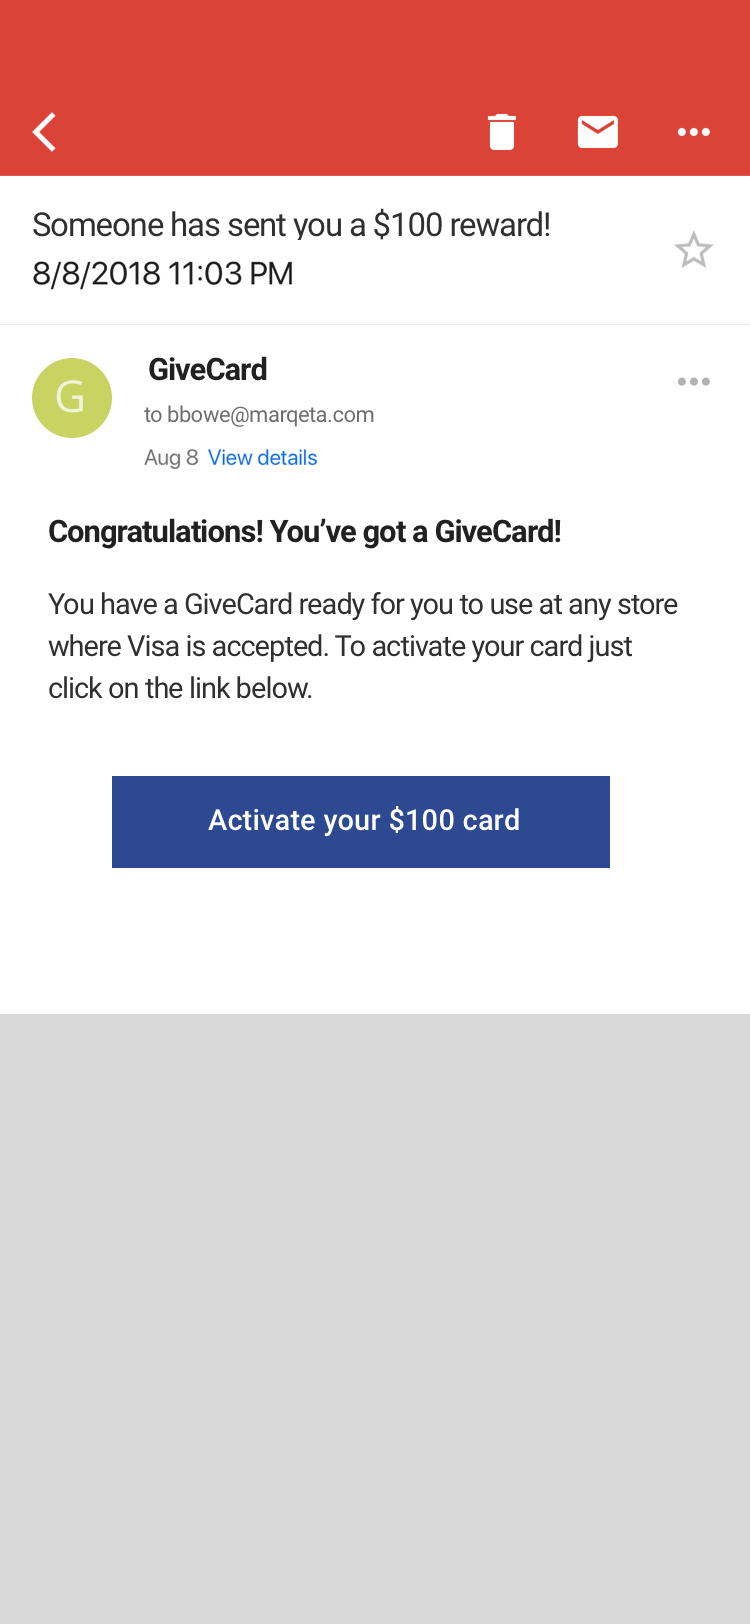 Someone has sent you a $100 reward!
8/8/2018 11:03 PM
G
GiveCard
to bbowe@marqeta.com
Aug 8 View details
Congratulations! You’ve got a GiveCard!
You have a GiveCard ready for you to use at any store
where Visa is accepted. To activate your card just
click on the link below.
Activate your $100 card